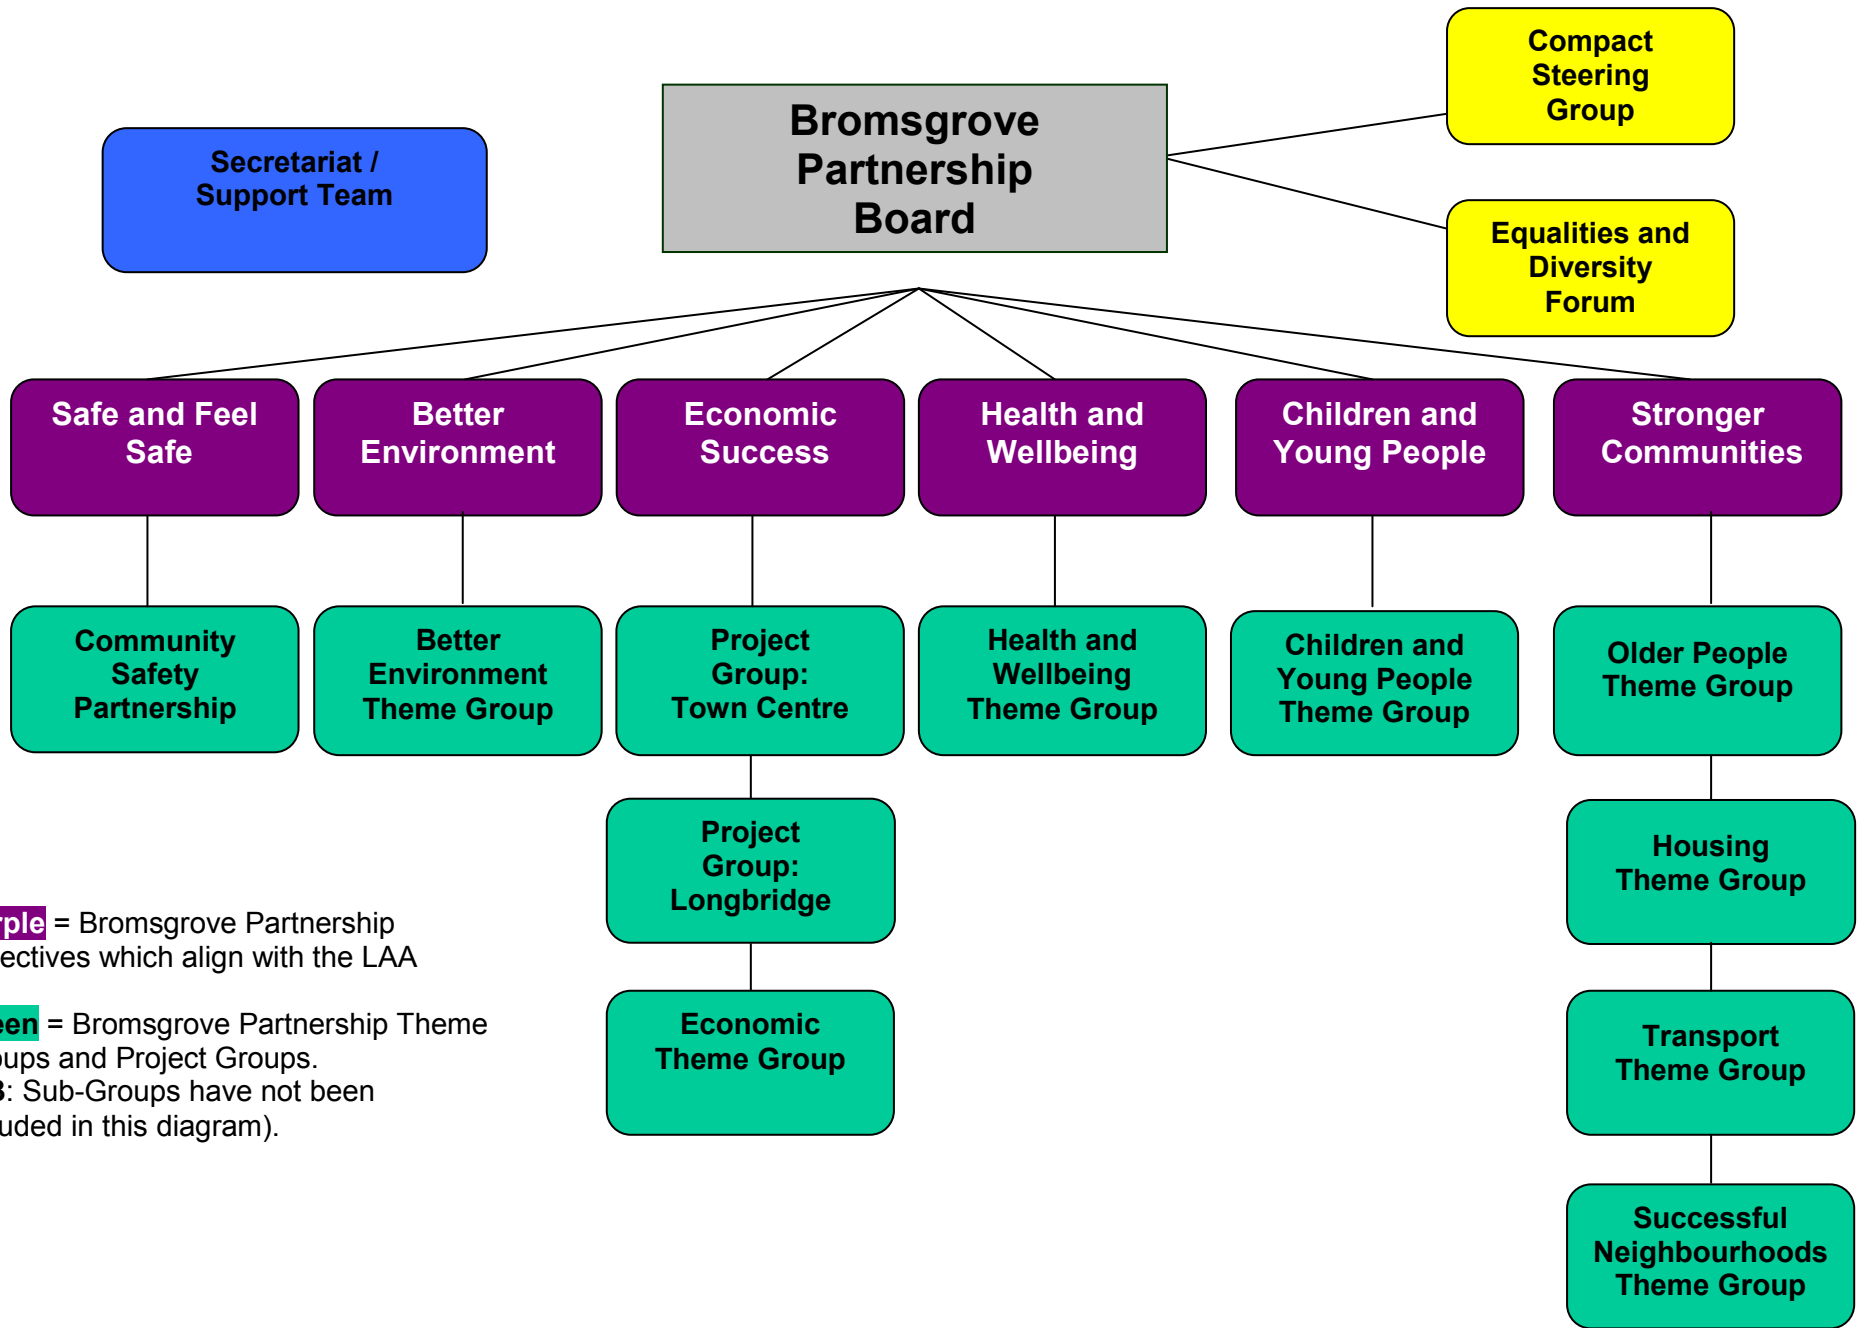 Compact
Steering
Group
Bromsgrove
Partnership
Board
Secretariat /
Support Team
Equalities and
Diversity
Forum
Safe and Feel
Safe
Better
Environment
Economic
Success
Health and
Wellbeing
Children and
Young People
Stronger
Communities
Community
Safety
Partnership
Better
Environment
Theme Group
Project
Group:
Town Centre
Health and
Wellbeing
Theme Group
Children and
Young People
Theme Group
Older People
Theme Group
Project
Group:
Longbridge
Housing
Theme Group
Economic
Theme Group
Transport
Theme Group
Successful
Neighbourhoods
Theme Group
rple = Bromsgrove Partnership
ectives which align with the LAA
een = Bromsgrove Partnership Theme
oups and Project Groups.
: Sub-Groups have not been
uded in this diagram).